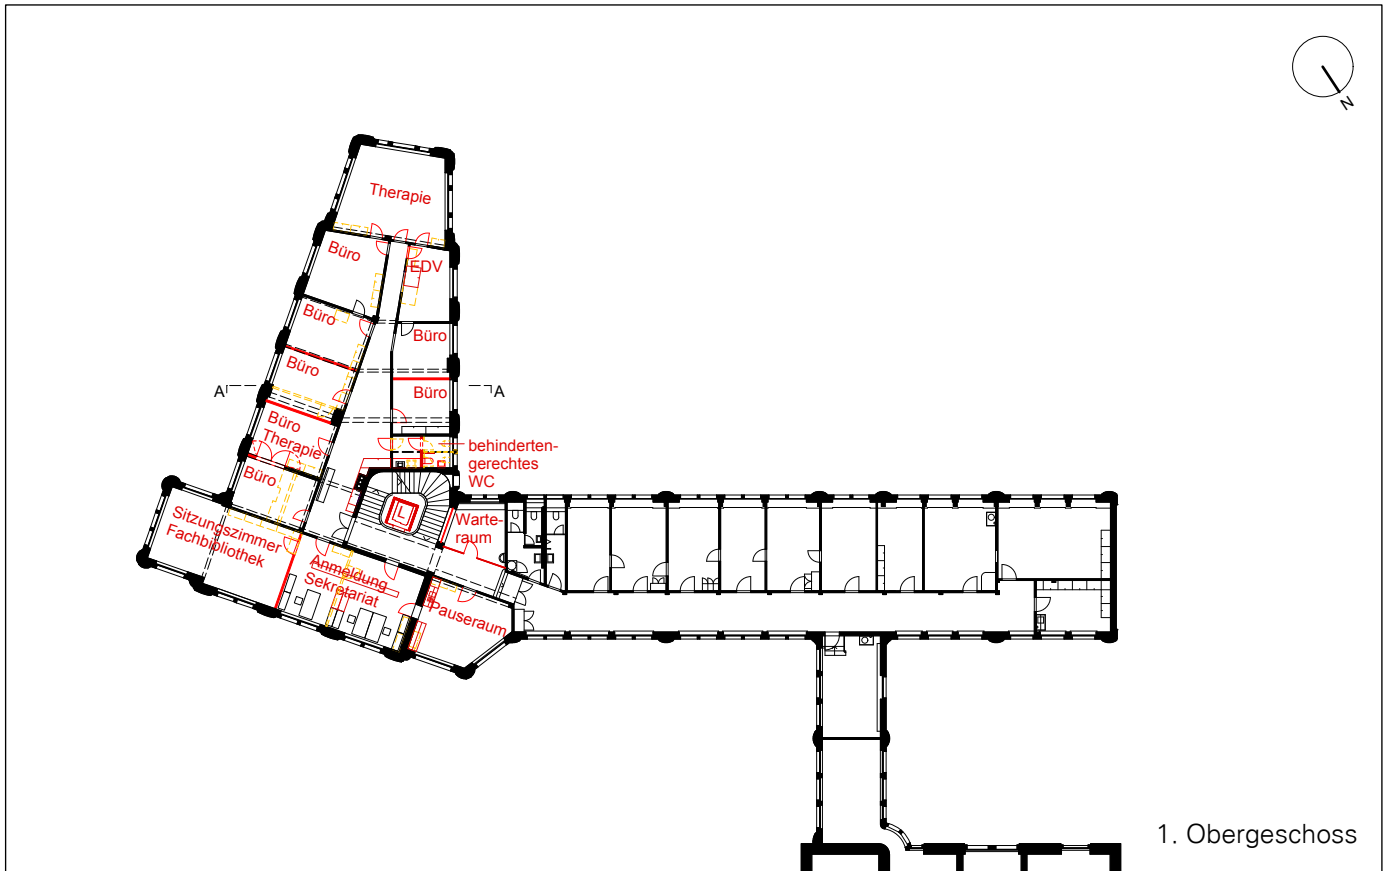 N
Therapie
Büro
EDV
Büro
Büro
Büro
A
Büro
A
Büro
Therapie
behinderten-
gerechtes
WC
Büro
Sitzungszimmer
Fachbibliothek
L
Warte-
raum
Anmeldung
Sekretariat
Pauseraum
1. Obergeschoss